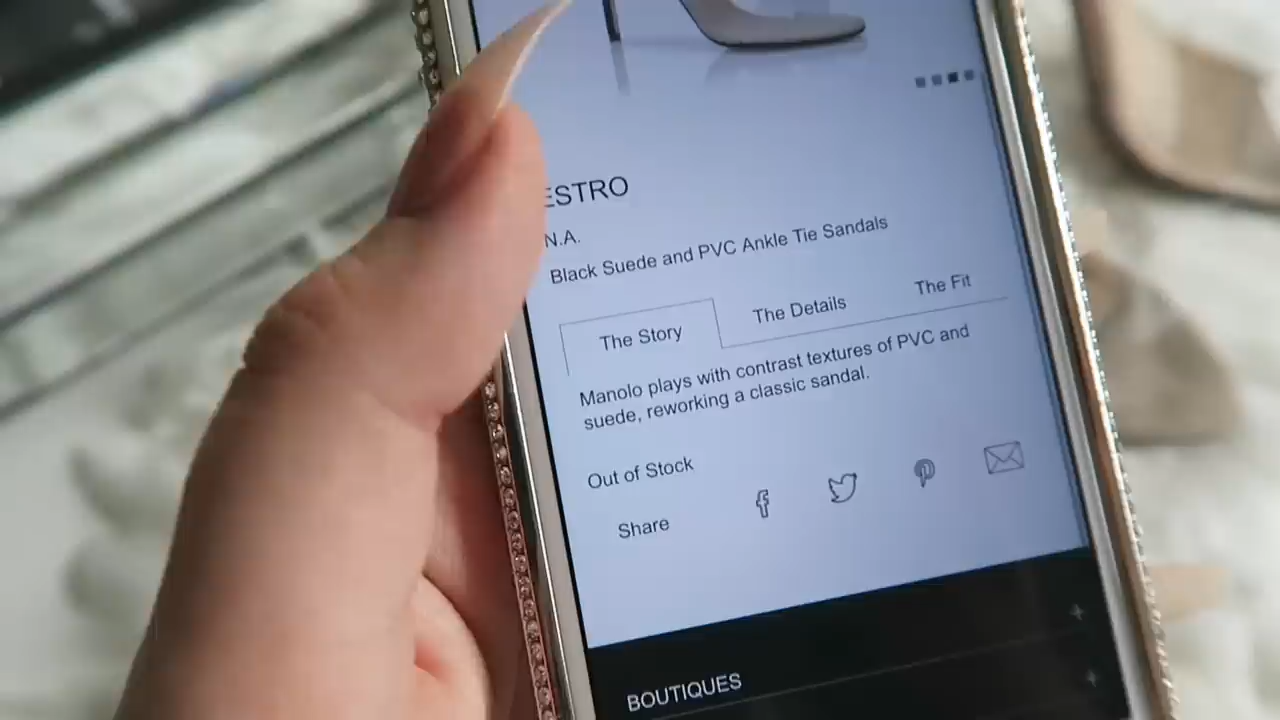 ESTRO
N.A.
Black Suede and PVC Ankle Tie Sandals
The Story
The Details
The Fit
Manolo plays with contrast textures of PVC and
suede, reworking a classic sandal.
Out of Stock
Share
BOUTIQUES